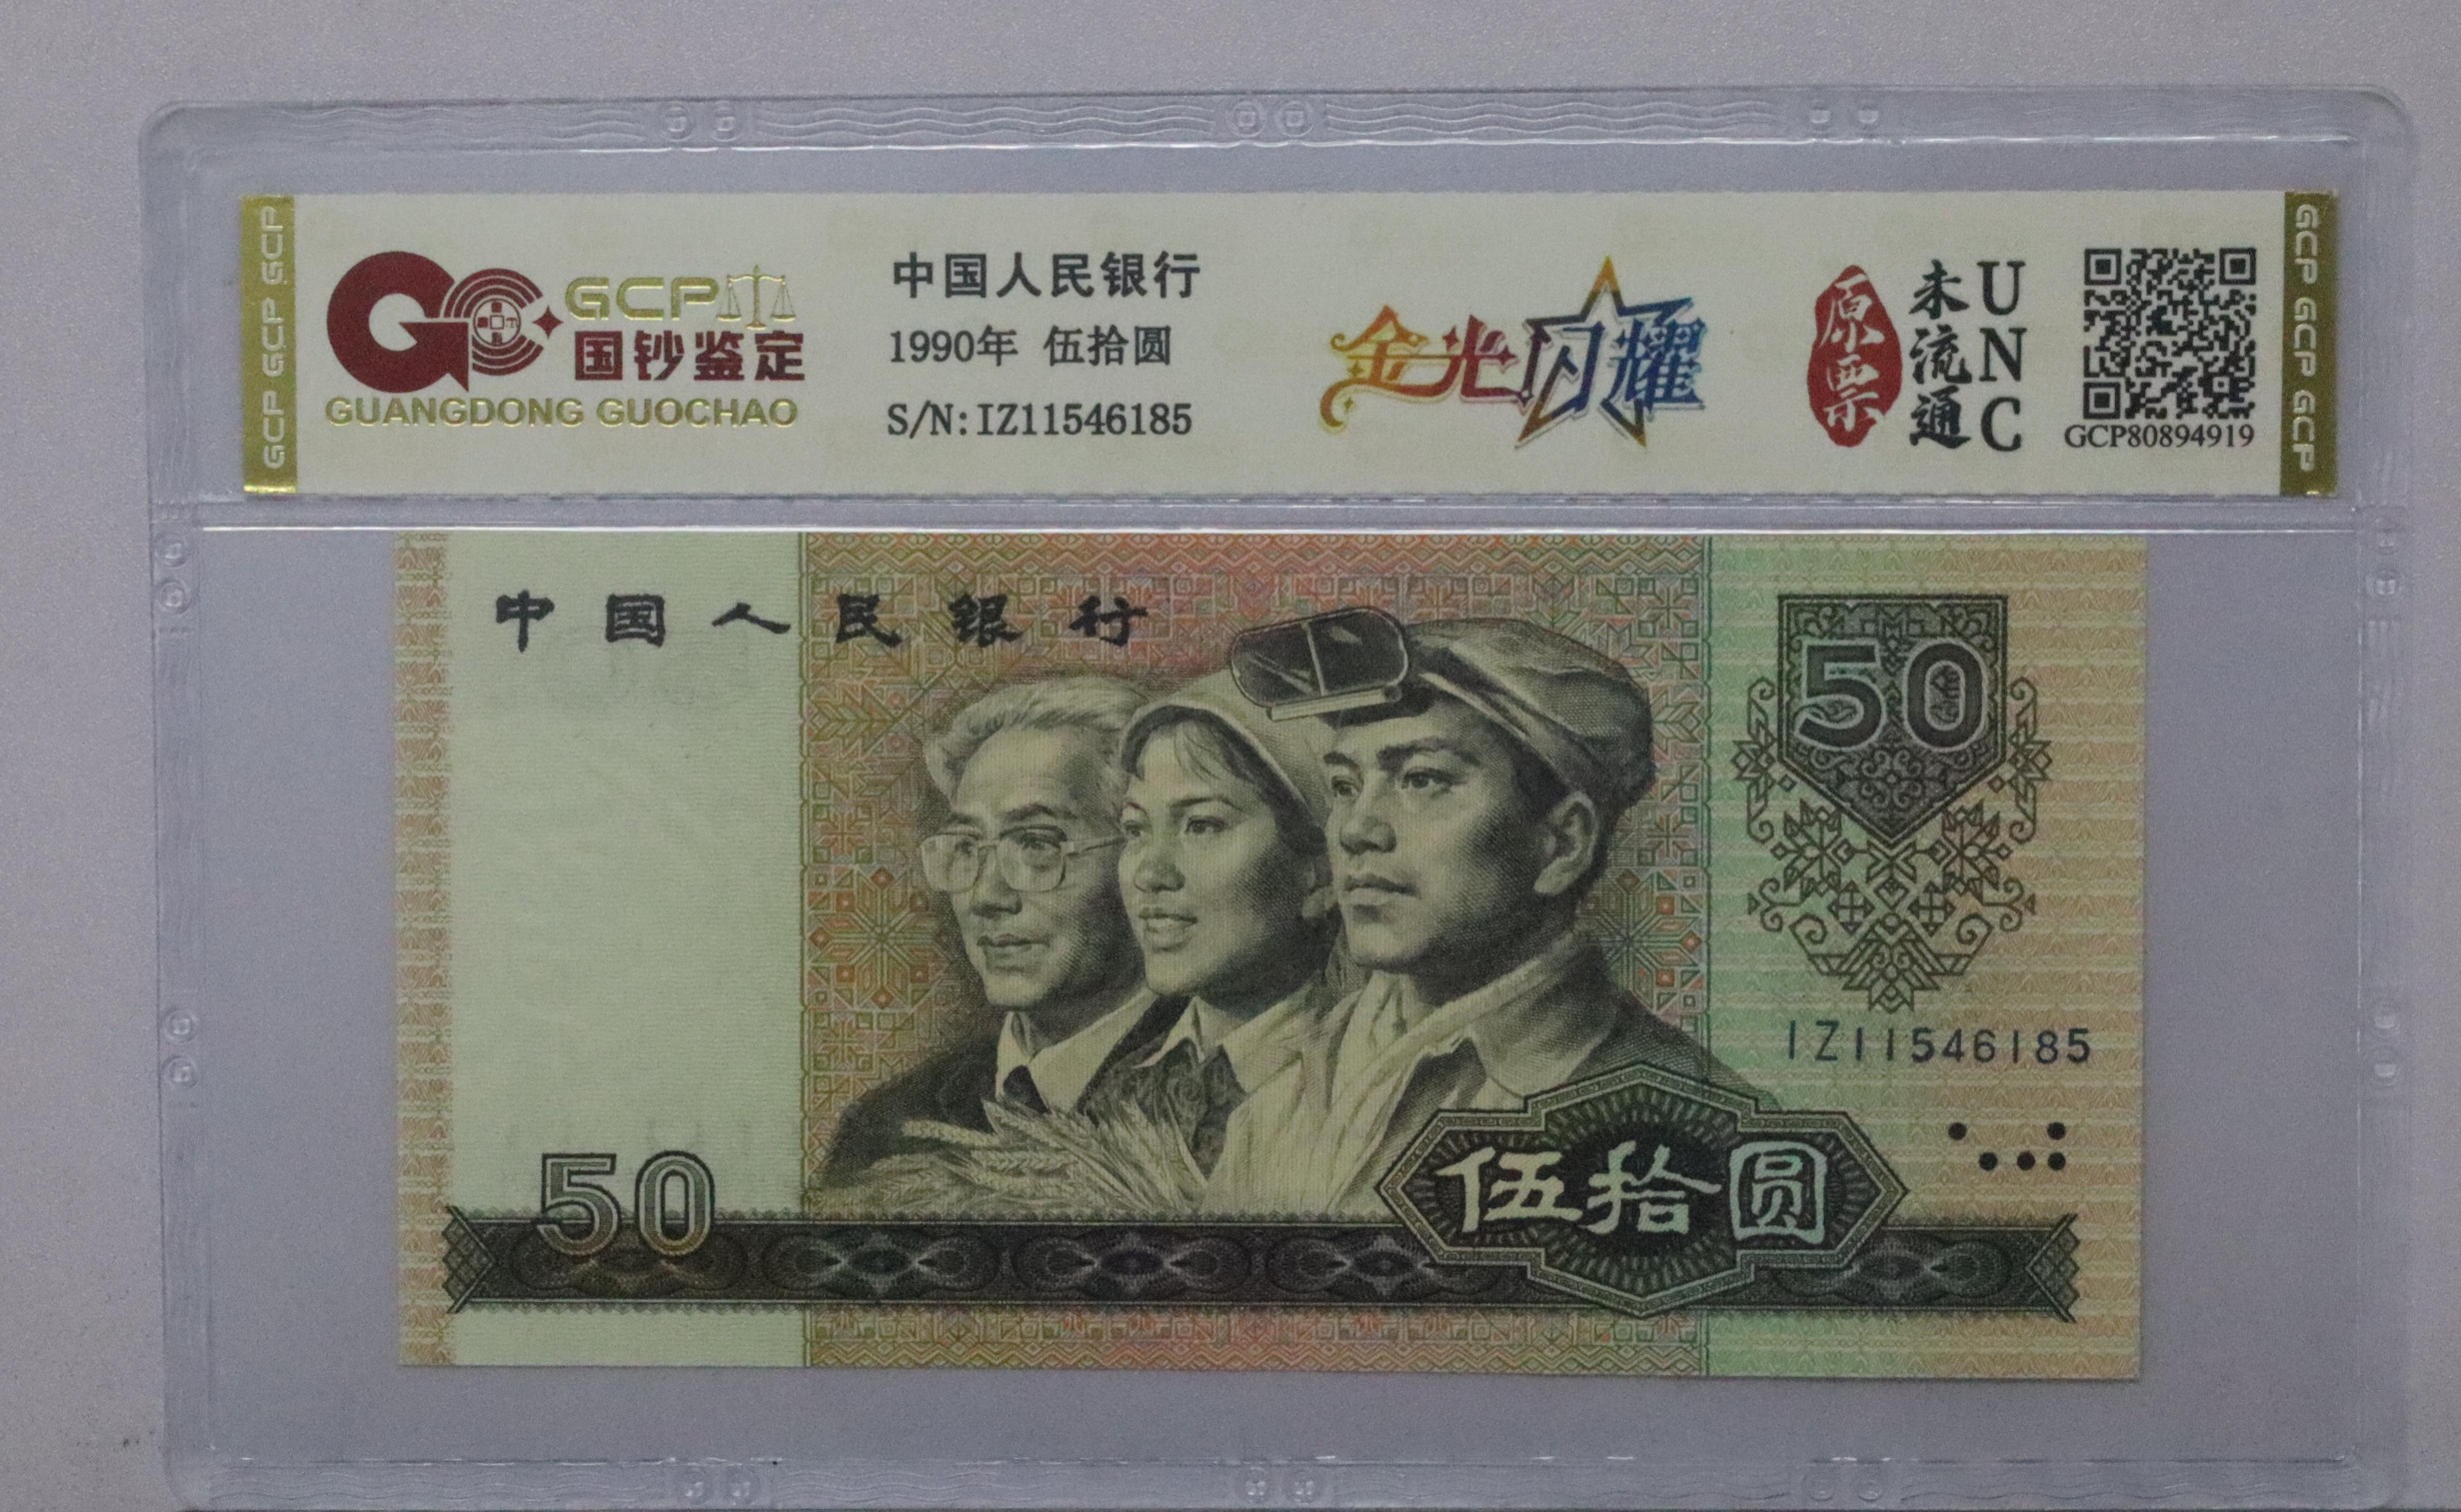 GCP GCP GCP
GCP
国钞鉴定
GUANGDONG GUOCHAO
中国人民银行
1990年 伍拾圆
S/N:IZ11546185
金光闪耀
原票
未流通
UNC
GCP80894919
GCP GCP GCP
中国人民银行
50
IZ11546185
50
伍拾圆